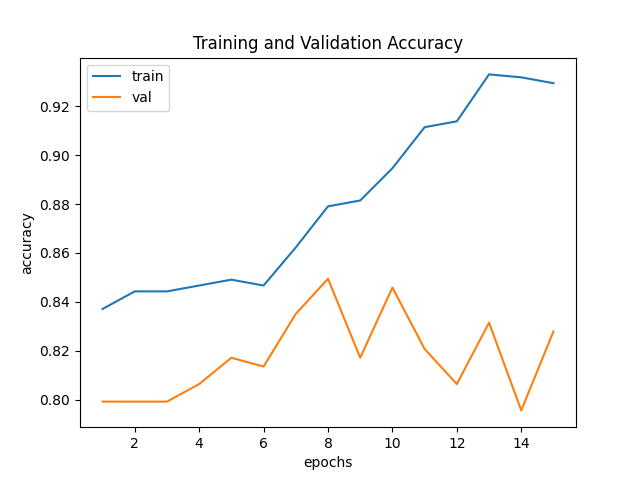 Training and Validation Accuracy
train
val
0.92
0.90
0.88
0.86
0.84
0.82
0.80
accuracy
2 4 6 8 10 12 14
epochs